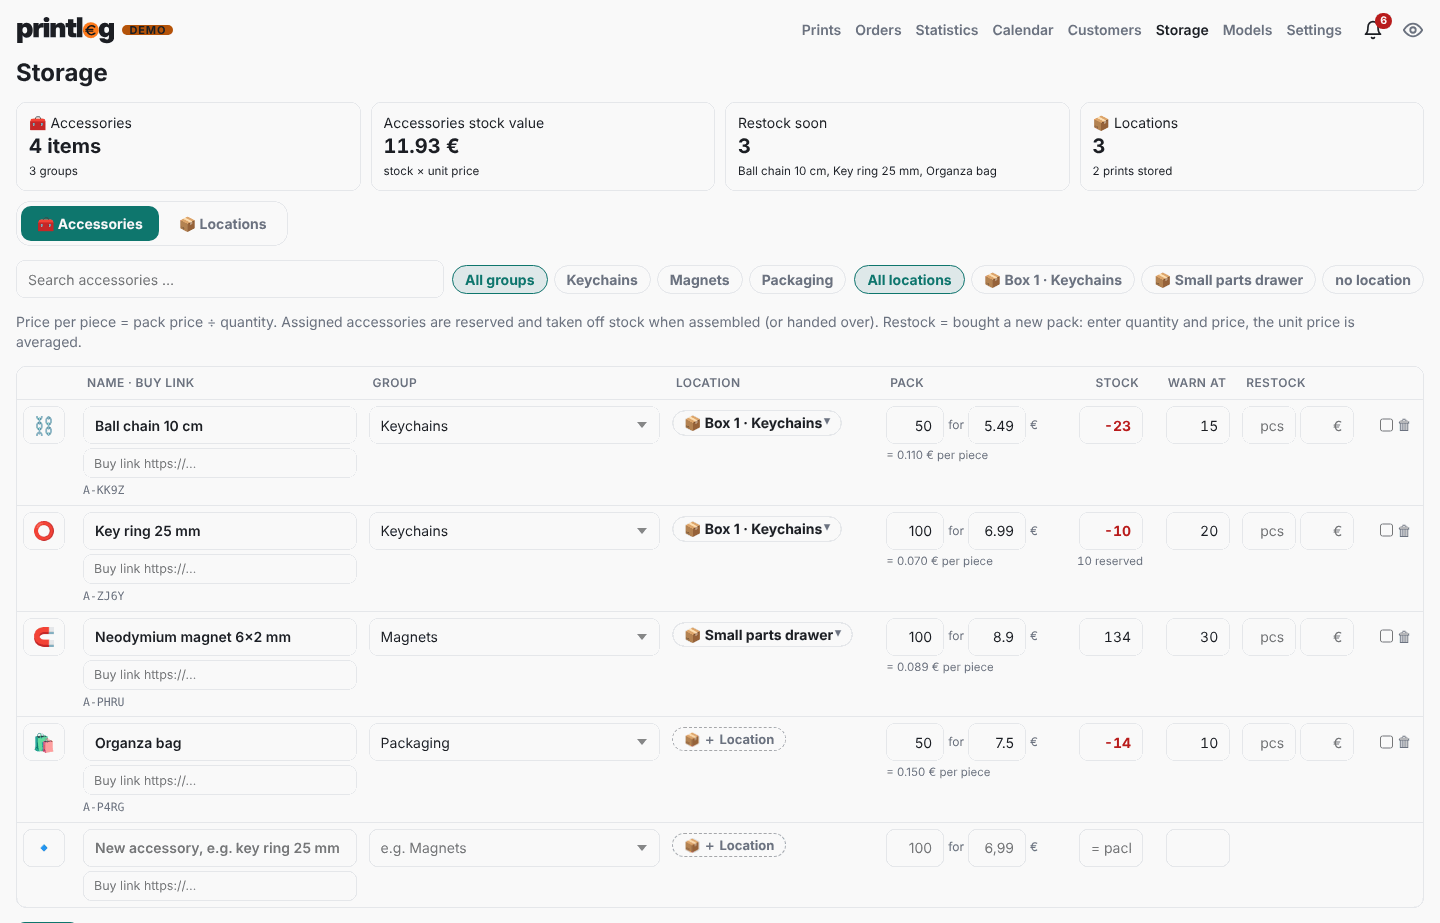 printl€g DEMO
Prints Orders Statistics Calendar Customers Storage Models Settings 6
Storage
Accessories
4 items
3 groups
Accessories stock value
11.93 €
stock × unit price
Restock soon
3
Ball chain 10 cm, Key ring 25 mm, Organza bag
Locations
3
2 prints stored
Accessories Locations
Search accessories ... All groups Keychains Magnets Packaging All locations Box 1 · Keychains Small parts drawer no location
Price per piece = pack price ÷ quantity. Assigned accessories are reserved and taken off stock when assembled (or handed over). Restock = bought a new pack: enter quantity and price, the unit price is
averaged.
NAME · BUY LINK GROUP LOCATION PACK STOCK WARN AT RESTOCK
Ball chain 10 cm Keychains Box 1 · Keychains 50 for 5.49 € -23 15 pcs €
Buy link https://... = 0.110 € per piece
A-KK9Z
Key ring 25 mm Keychains Box 1 · Keychains 100 for 6.99 € -10 20 pcs €
Buy link https://... = 0.070 € per piece 10 reserved
A-ZJ6Y
Neodymium magnet 6×2 mm Magnets Small parts drawer 100 for 8.9 € 134 30 pcs €
Buy link https://... = 0.089 € per piece
A-PHRU
Organza bag Packaging + Location 50 for 7.5 € -14 10 pcs €
Buy link https://... = 0.150 € per piece
A-P4RG
New accessory, e.g. key ring 25 mm e.g. Magnets + Location 100 for 6,99 € = pacl
Buy link https://...